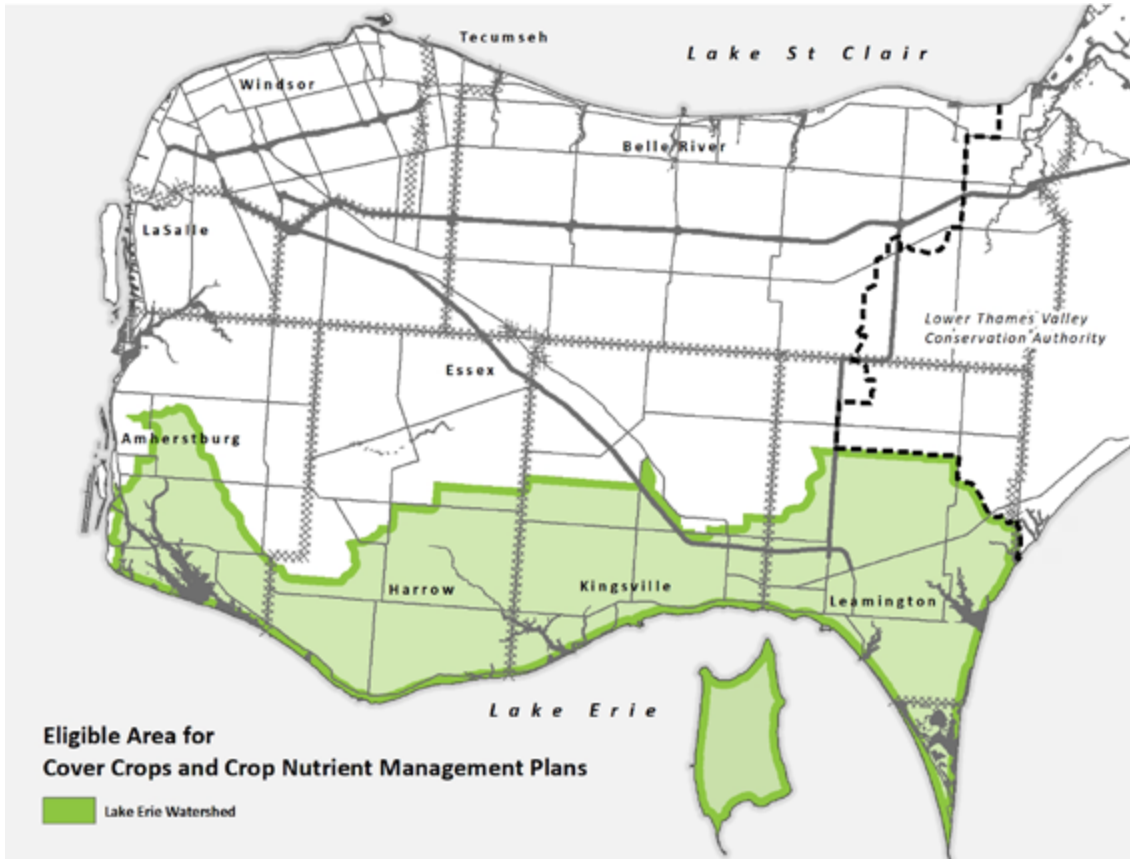 Tecumseh
Lake St Clair
Windsor
Belle River
LaSalle
Lower Thames Valley
Conservation Authority
Essex
Amherstburg
Harrow
Kingsville
Leamington
Lake Erie
Eligible Area for
Cover Crops and Crop Nutrient Management Plans
Lake Erie Watershed